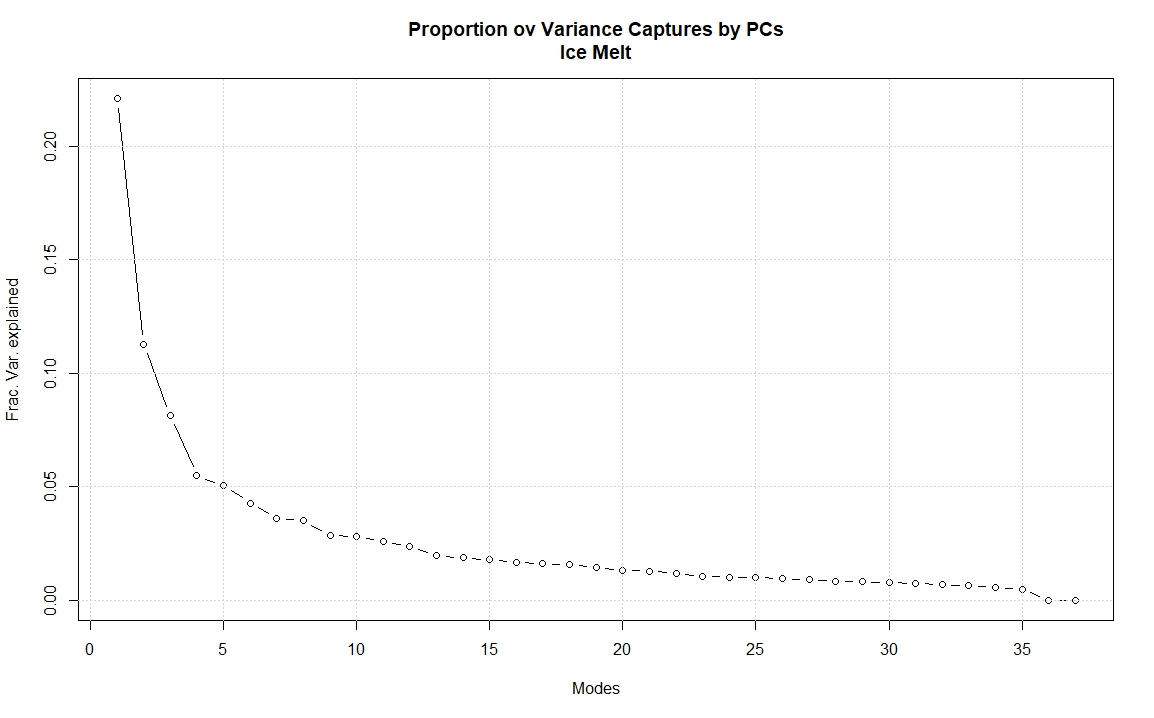 Proportion ov Variance Captures by PCs
Ice Melt
Frac. Var. explained
0.20
0.15
0.10
0.05
0.00
0 5 10 15 20 25 30 35
Modes